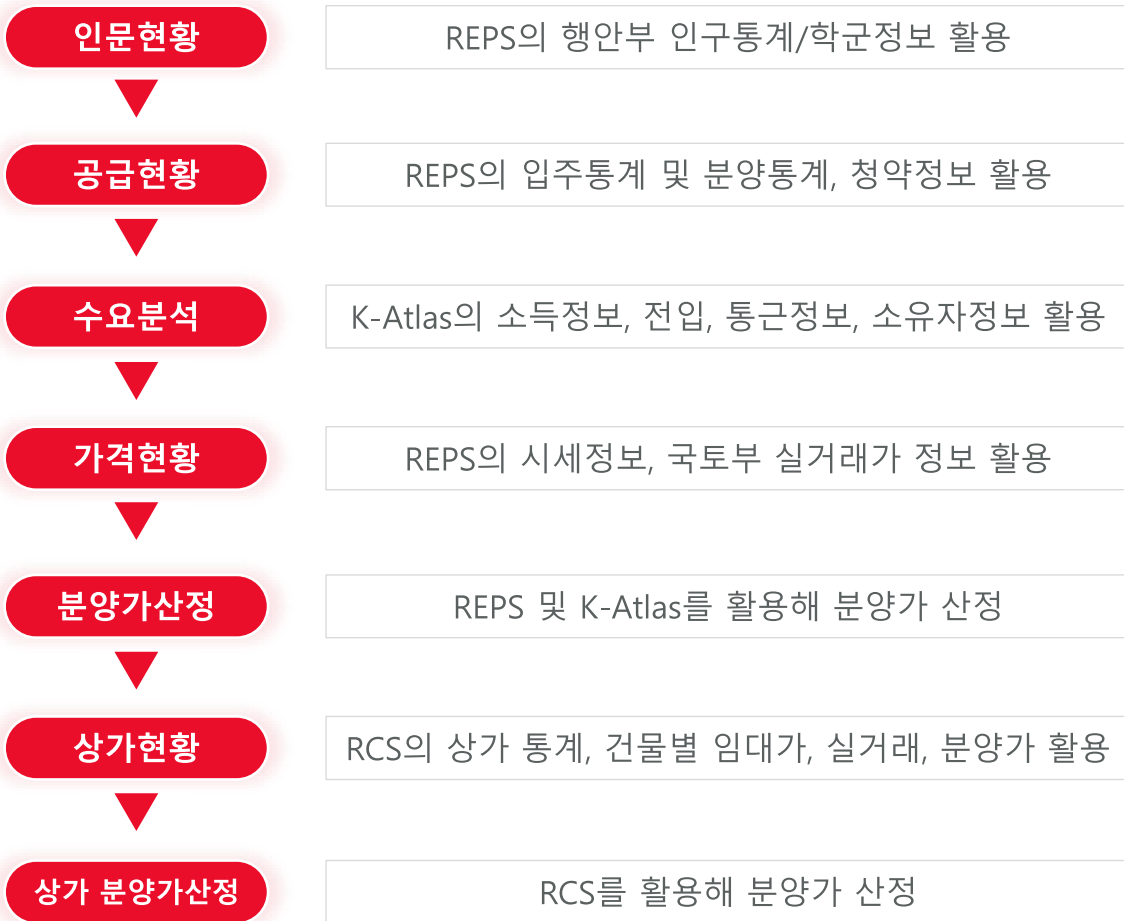 인문현황
REPS의 행안부 인구통계/학군정보 활용
공급현황
REPS의 입주통계 및 분양통계, 청약정보 활용
수요분석
K-Atlas의 소득정보, 전입, 통근정보, 소유자정보 활용
가격현황
REPS의 시세정보, 국토부 실거래가 정보 활용
분양가산정
REPS 및 K-Atlas를 활용해 분양가 산정
상가현황
RCS의 상가 통계, 건물별 임대가, 실거래, 분양가 활용
상가 분양가산정
RCS를 활용해 분양가 산정